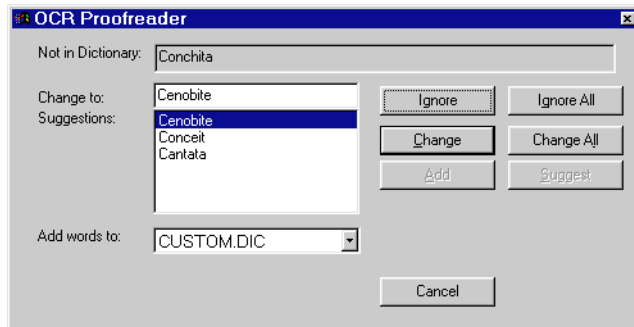 OCR Proofreader
Not in Dictionary: Conchita
Change to: Cenobite Ignore Ignore All
Suggestions: Cenobite
Conceit Change Change All
Cantata
Add Suggest
Add words to: CUSTOM.DIC
Cancel